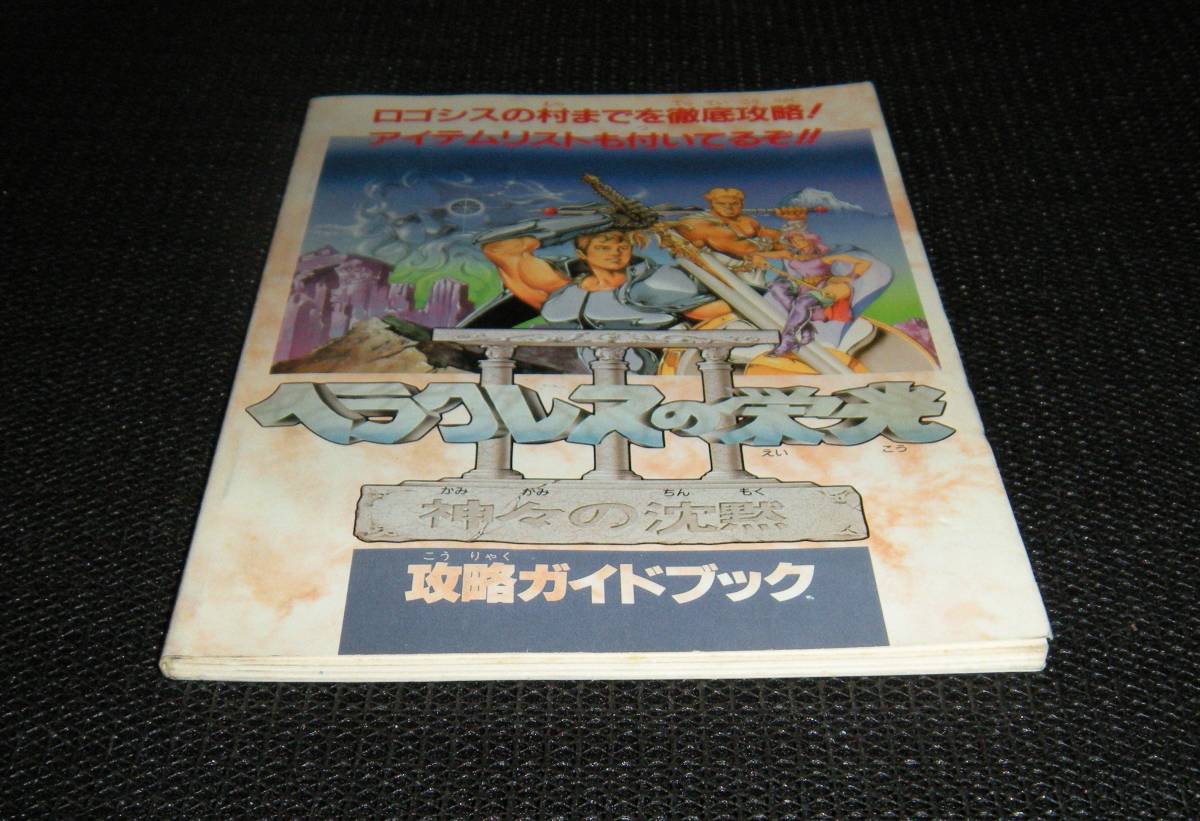 ロゴシスの村までを徹底攻略!
アイテムリストも付いてるぞ!!
ヘラクレスの栄光
えい こう
III
かみ がみ ちん もく
神々の沈黙
こう りゃく
攻略ガイドブック